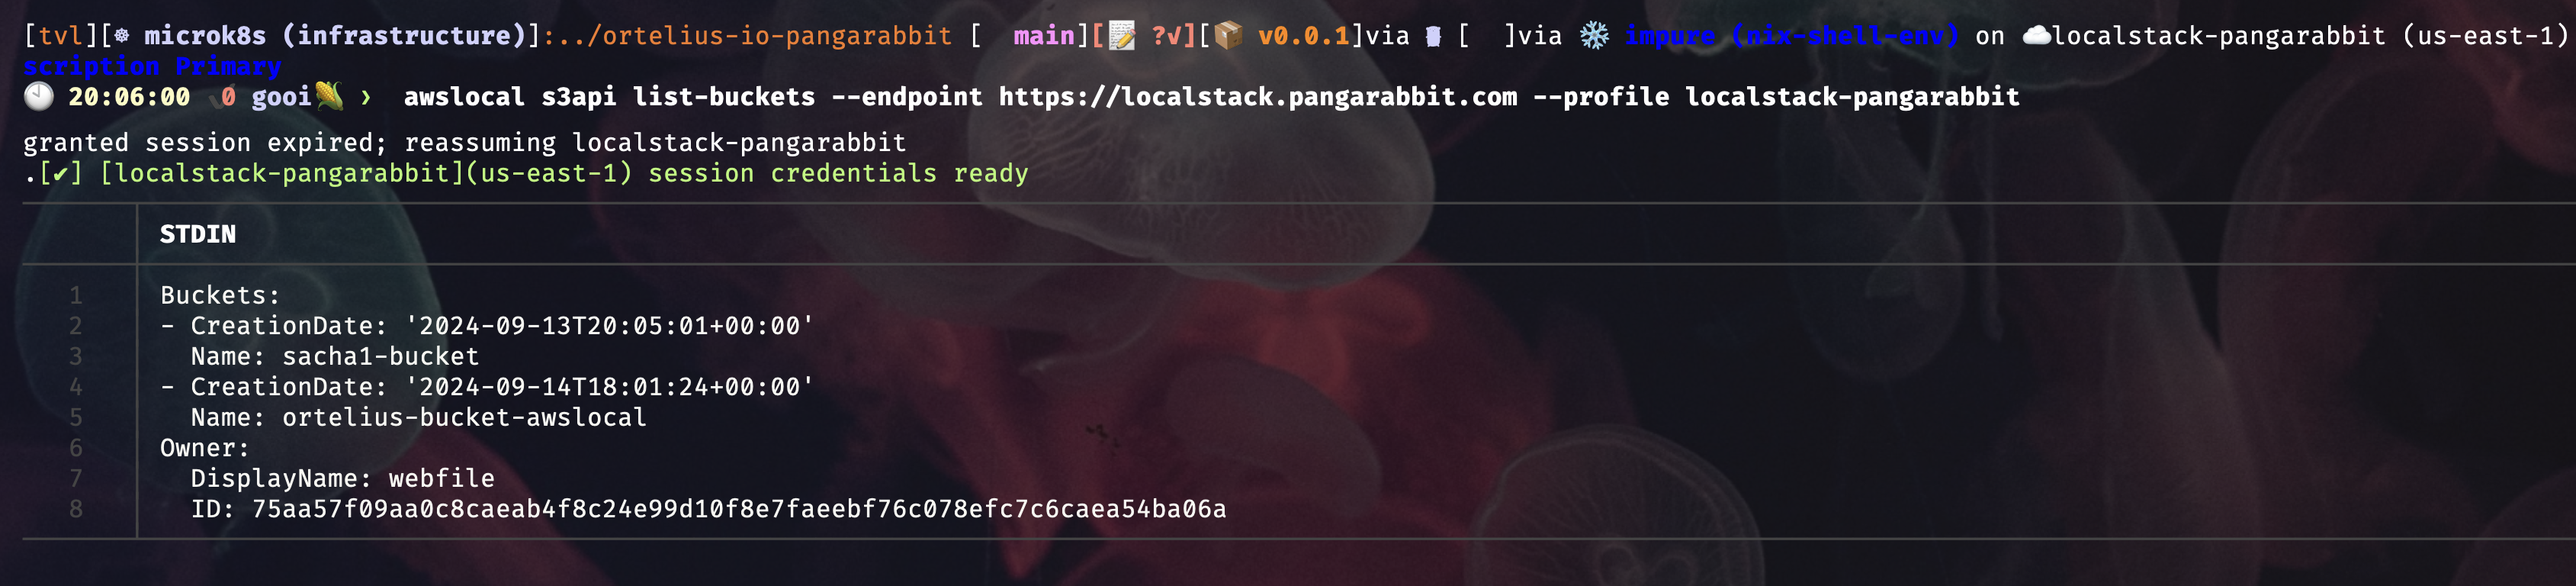 [tvl][☸ microk8s (infrastructure)]:../ortelius-io-pangarabbit [ main][📝 ?√][📦 v0.0.1]via [ ]via ❄️ impure (nix-shell-env) on ☁️localstack-pangarabbit (us-east-1)
scription Primary
🕙 20:06:00 ✓0 gooi🌽 › awslocal s3api list-buckets --endpoint https://localstack.pangarabbit.com --profile localstack-pangarabbit
granted session expired; reassuming localstack-pangarabbit
.[✔] [localstack-pangarabbit](us-east-1) session credentials ready
STDIN
1 Buckets:
2 - CreationDate: '2024-09-13T20:05:01+00:00'
3 Name: sacha1-bucket
4 - CreationDate: '2024-09-14T18:01:24+00:00'
5 Name: ortelius-bucket-awslocal
6 Owner:
7 DisplayName: webfile
8 ID: 75aa57f09aa0c8caeab4f8c24e99d10f8e7faeebf76c078efc7c6caea54ba06a